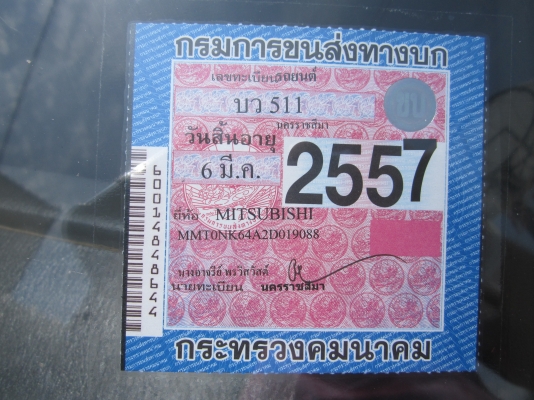 กรมการขนส่งทางบก
เลขทะเบียนรถยนต์
บว 511
นครราชสีมา
วันสิ้นอายุ
6 มี.ค.
2557
ยี่ห้อ MITSUBISHI
MMT0NK64A2D019088
นายทะเบียน นครราชสีมา
60014848644
กระทรวงคมนาคม